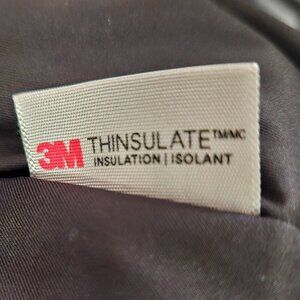 3M THINSULATE™/MC
INSULATION | ISOLANT